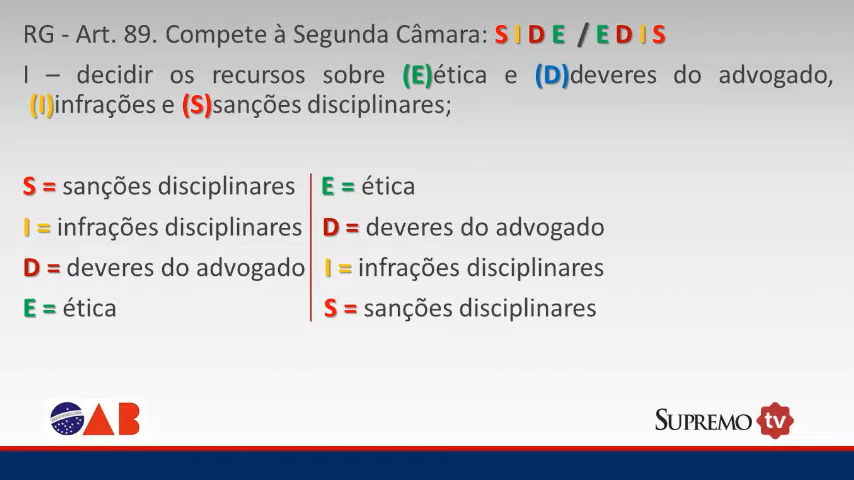 RG - Art. 89. Compete à Segunda Câmara: S I D E / E D I S
I – decidir os recursos sobre (E)ética e (D)deveres do advogado,
(I)infrações e (S)sanções disciplinares;
S = sanções disciplinares
I = infrações disciplinares
D = deveres do advogado
E = ética
E = ética
D = deveres do advogado
I = infrações disciplinares
S = sanções disciplinares
OAB
SUPREMO tv